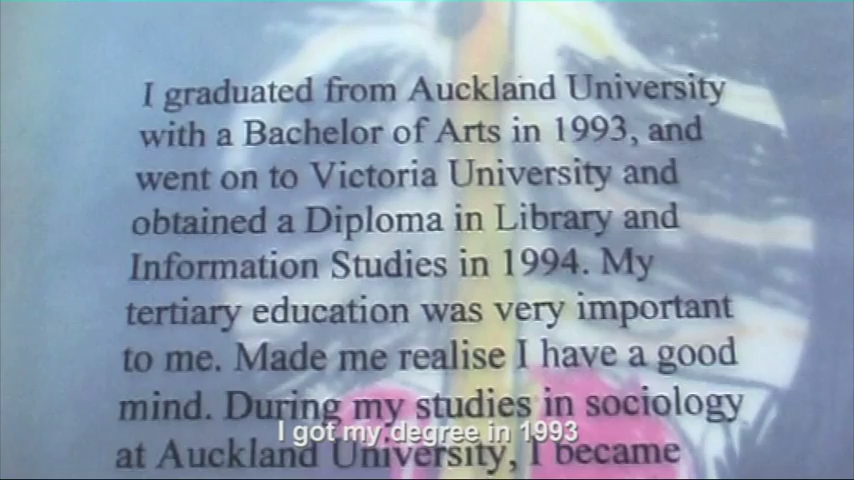 I graduated from Auckland University
with a Bachelor of Arts in 1993, and
went on to Victoria University and
obtained a Diploma in Library and
Information Studies in 1994. My
tertiary education was very important
to me. Made me realise I have a good
mind. During my studies in sociology
I got my degree in 1993
at Auckland University, I became